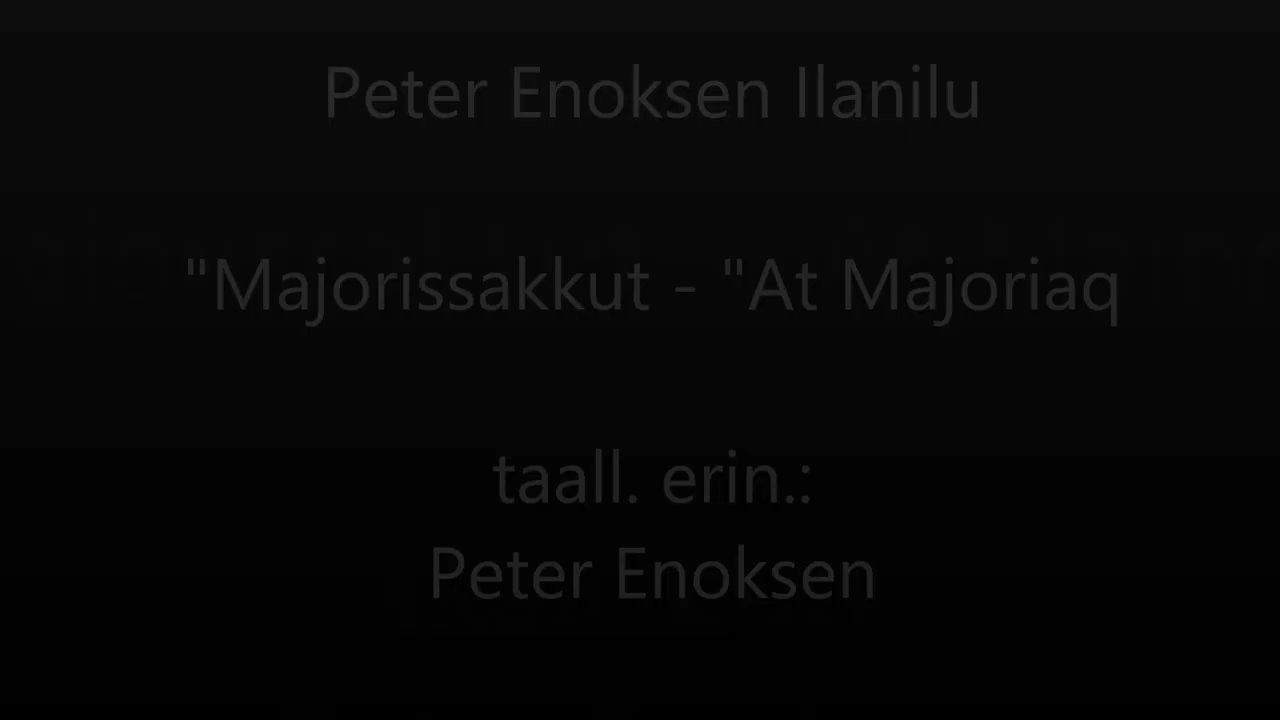 Peter Enoksen Ilanilu
"Majorissakkut - "At Majoriaq
taall. erin.:
Peter Enoksen